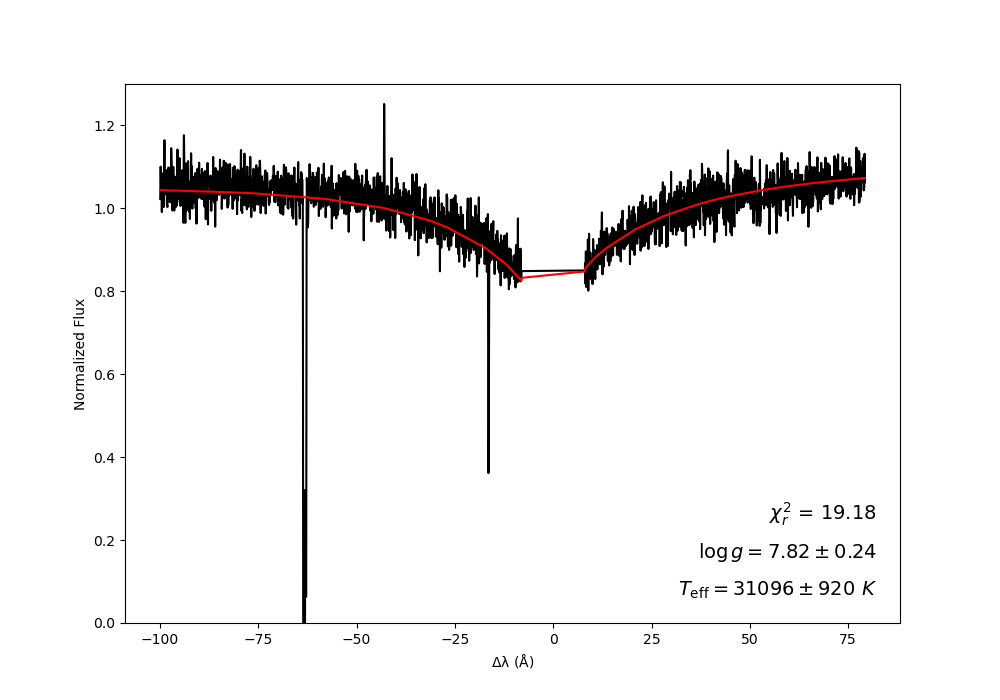 1.2
1.0
0.8
0.6
0.4
0.2
0.0
Normalized Flux
χ²ᵣ = 19.18
log g = 7.82 ± 0.24
T_eff = 31096 ± 920 K
−100 −75 −50 −25 0 25 50 75
Δλ (Å)